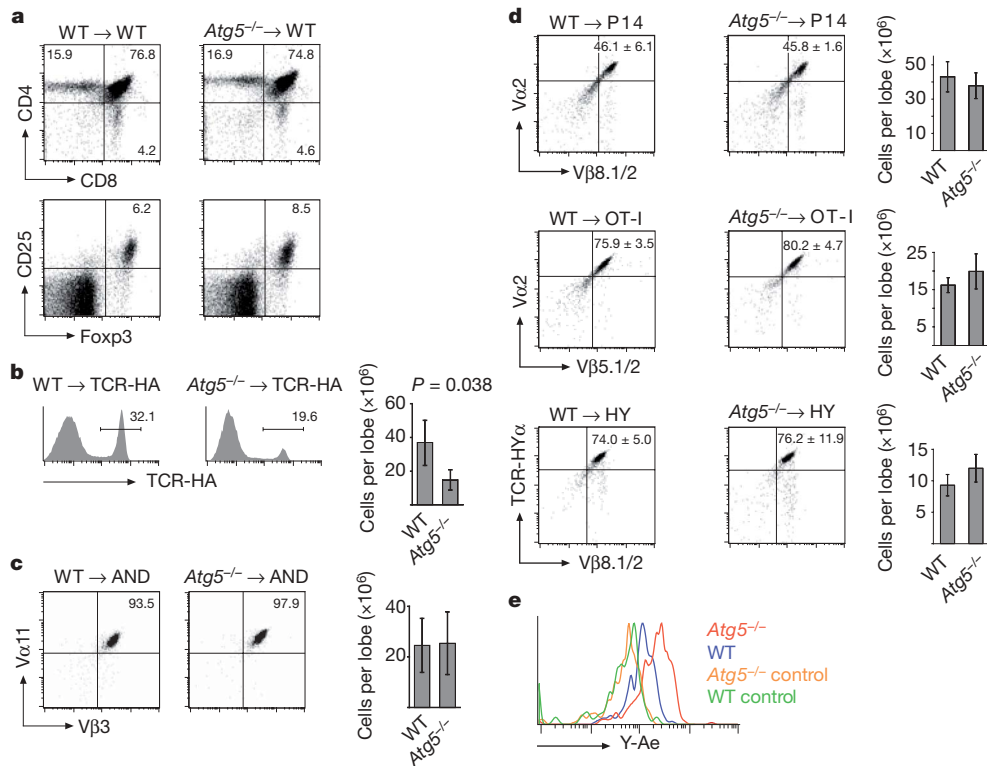 a
WT → WT
Atg5⁻/⁻ → WT
15.9
76.8
4.2
16.9
74.8
4.6
CD4
CD8
6.2
8.5
CD25
Foxp3
b
WT → TCR-HA
Atg5⁻/⁻ → TCR-HA
32.1
19.6
TCR-HA
P = 0.038
Cells per lobe (×10⁶)
60
40
20
WT
Atg5⁻/⁻
c
WT → AND
Atg5⁻/⁻ → AND
93.5
97.9
Vα11
Vβ3
Cells per lobe (×10⁶)
40
20
WT
Atg5⁻/⁻
d
WT → P14
Atg5⁻/⁻ → P14
46.1 ± 6.1
45.8 ± 1.6
Vα2
Vβ8.1/2
Cells per lobe (×10⁶)
50
30
10
WT
Atg5⁻/⁻
WT → OT-I
Atg5⁻/⁻ → OT-I
75.9 ± 3.5
80.2 ± 4.7
Vα2
Vβ5.1/2
Cells per lobe (×10⁶)
25
15
5
WT
Atg5⁻/⁻
WT → HY
Atg5⁻/⁻ → HY
74.0 ± 5.0
76.2 ± 11.9
TCR-HYα
Vβ8.1/2
Cells per lobe (×10⁶)
15
10
5
WT
Atg5⁻/⁻
e
Atg5⁻/⁻
WT
Atg5⁻/⁻ control
WT control
Y-Ae